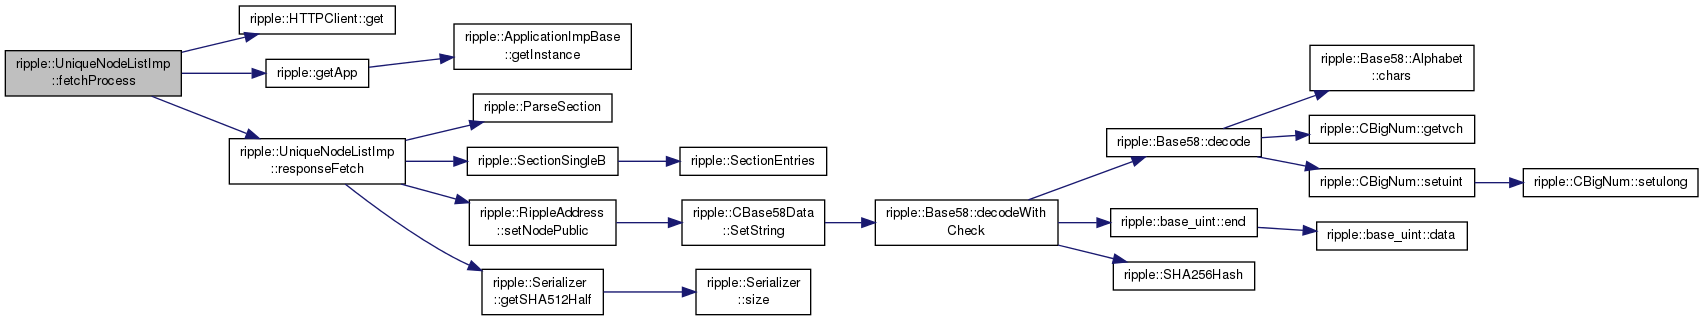 ripple::UniqueNodeListImp
::fetchProcess
ripple::HTTPClient::get
ripple::getApp
ripple::ApplicationImpBase
::getInstance
ripple::UniqueNodeListImp
::responseFetch
ripple::ParseSection
ripple::SectionSingleB
ripple::SectionEntries
ripple::RippleAddress
::setNodePublic
ripple::CBase58Data
::SetString
ripple::Base58::decodeWith
Check
ripple::Base58::decode
ripple::Base58::Alphabet
::chars
ripple::CBigNum::getvch
ripple::CBigNum::setuint
ripple::CBigNum::setulong
ripple::base_uint::end
ripple::base_uint::data
ripple::SHA256Hash
ripple::Serializer
::getSHA512Half
ripple::Serializer
::size